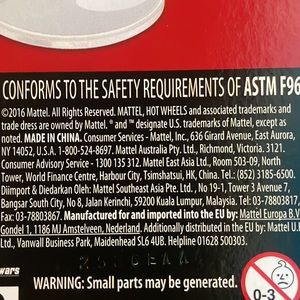 CONFORMS TO THE SAFETY REQUIREMENTS OF ASTM F96
©2016 Mattel. All Rights Reserved. MATTEL, HOT WHEELS and associated trademarks and
trade dress are owned by Mattel. ® and ™ designate U.S. trademarks of Mattel, except as
noted. MADE IN CHINA. Consumer Services - Mattel, Inc., 636 Girard Avenue, East Aurora,
NY 14052, U.S.A. 1-800-524-8697. Mattel Australia Pty. Ltd., Richmond, Victoria. 3121.
Consumer Advisory Service - 1300 135 312. Mattel East Asia Ltd., Room 503-09, North
Tower, World Finance Centre, Harbour City, Tsimshatsui, HK, China. Tel.: (852) 3185-6500.
Diimport & Diedarkan Oleh: Mattel Southeast Asia Pte. Ltd., No 19-1, Tower 3 Avenue 7,
Bangsar South City, No 8, Jalan Kerinchi, 59200 Kuala Lumpur, Malaysia. Tel: 03-78803817,
Fax: 03-78803867. Manufactured for and imported into the EU by: Mattel Europa B.V
Gondel 1, 1186 MJ Amstelveen, Nederland. Additionally imported into the EU by: Mattel U.
Ltd., Vanwall Business Park, Maidenhead SL6 4UB. Helpline 01628 500303.
wars
WARNING: Small parts may be generated.
0-3